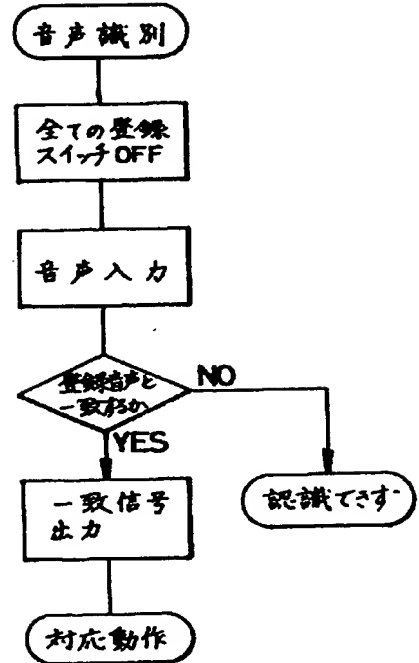 音声識別
全ての登録
スイッチOFF
音声入力
登録音声と
一致するか
NO
YES
一致信号
出力
認識できず
対応動作